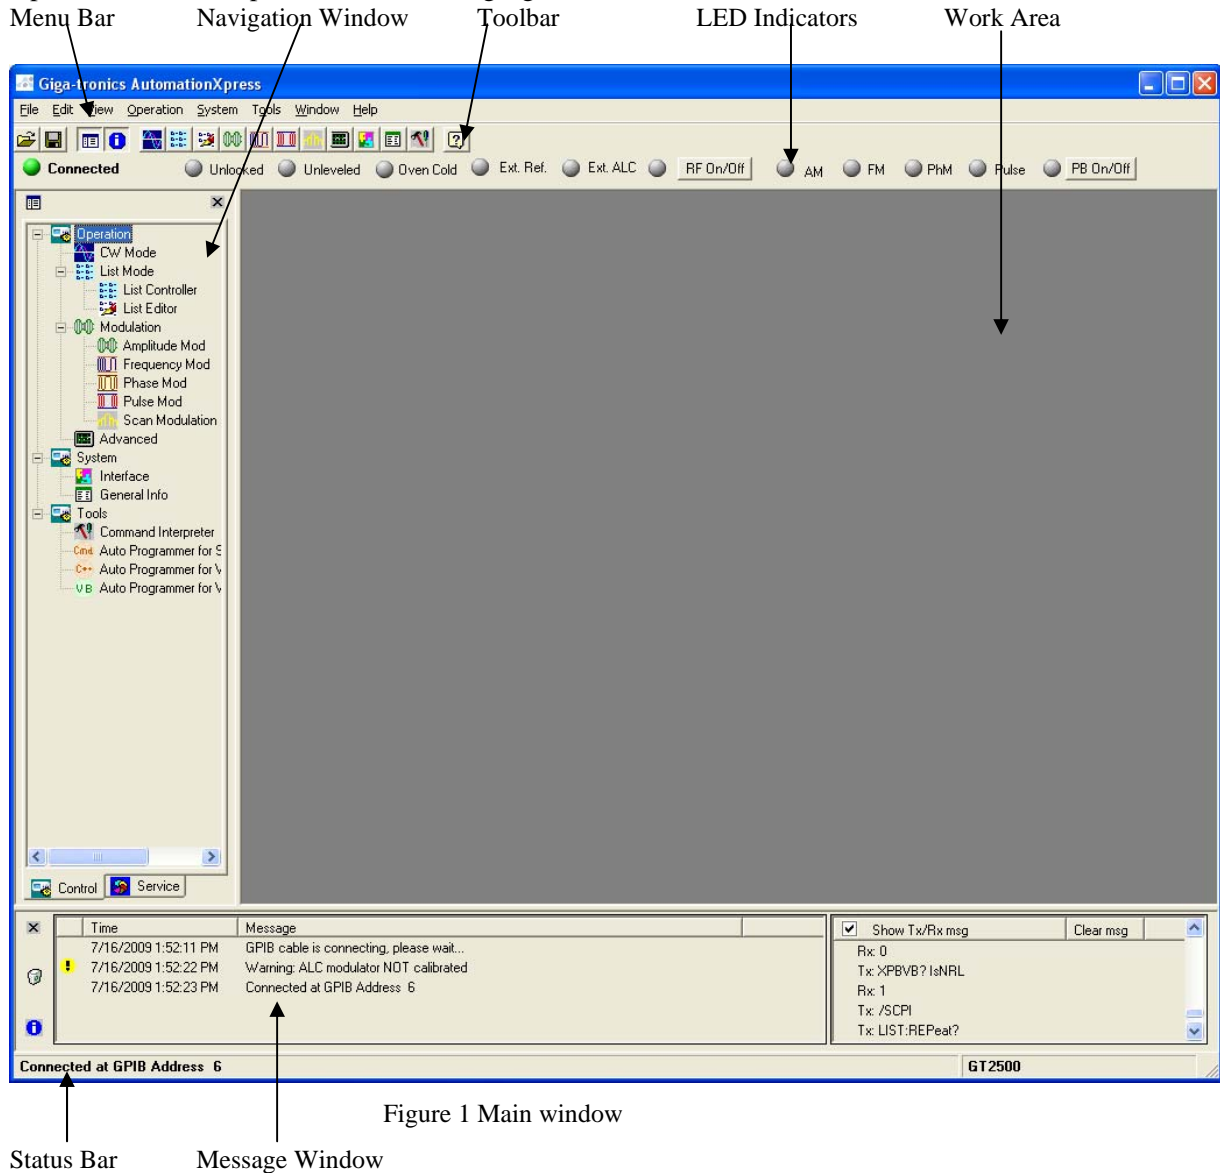 Menu Bar Navigation Window Toolbar LED Indicators Work Area
Giga-tronics AutomationXpress
File Edit View Operation System Tools Window Help
Connected Unlocked Unleveled Oven Cold Ext. Ref. Ext. ALC RF On/Off AM FM PhM Pulse PB On/Off
Operation
CW Mode
List Mode
List Controller
List Editor
Modulation
Amplitude Mod
Frequency Mod
Phase Mod
Pulse Mod
Scan Modulation
Advanced
System
Interface
General Info
Tools
Command Interpreter
Cmd Auto Programmer for S
C++ Auto Programmer for V
VB Auto Programmer for V
Control Service
Time Message
7/16/2009 1:52:11 PM GPIB cable is connecting, please wait...
7/16/2009 1:52:22 PM Warning: ALC modulator NOT calibrated
7/16/2009 1:52:23 PM Connected at GPIB Address 6
Show Tx/Rx msg Clear msg
Rx: 0
Tx: XPBVB? IsNRL
Rx: 1
Tx: /SCPI
Tx: LIST:REPeat?
Connected at GPIB Address 6 GT2500
Figure 1 Main window
Status Bar Message Window